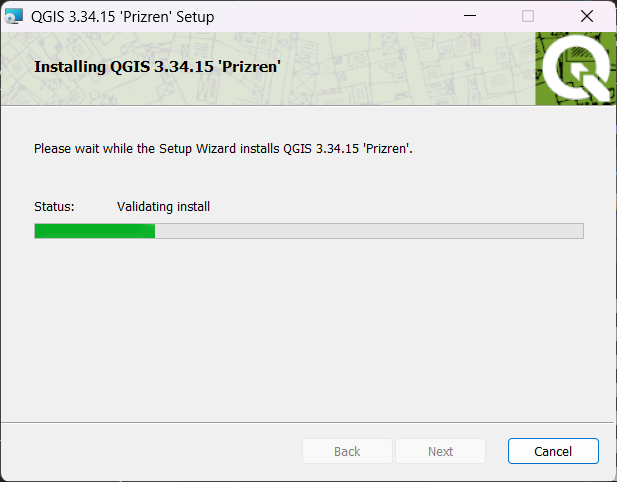 QGIS 3.34.15 'Prizren' Setup
Installing QGIS 3.34.15 'Prizren'
Please wait while the Setup Wizard installs QGIS 3.34.15 'Prizren'.
Status: Validating install
Back Next Cancel